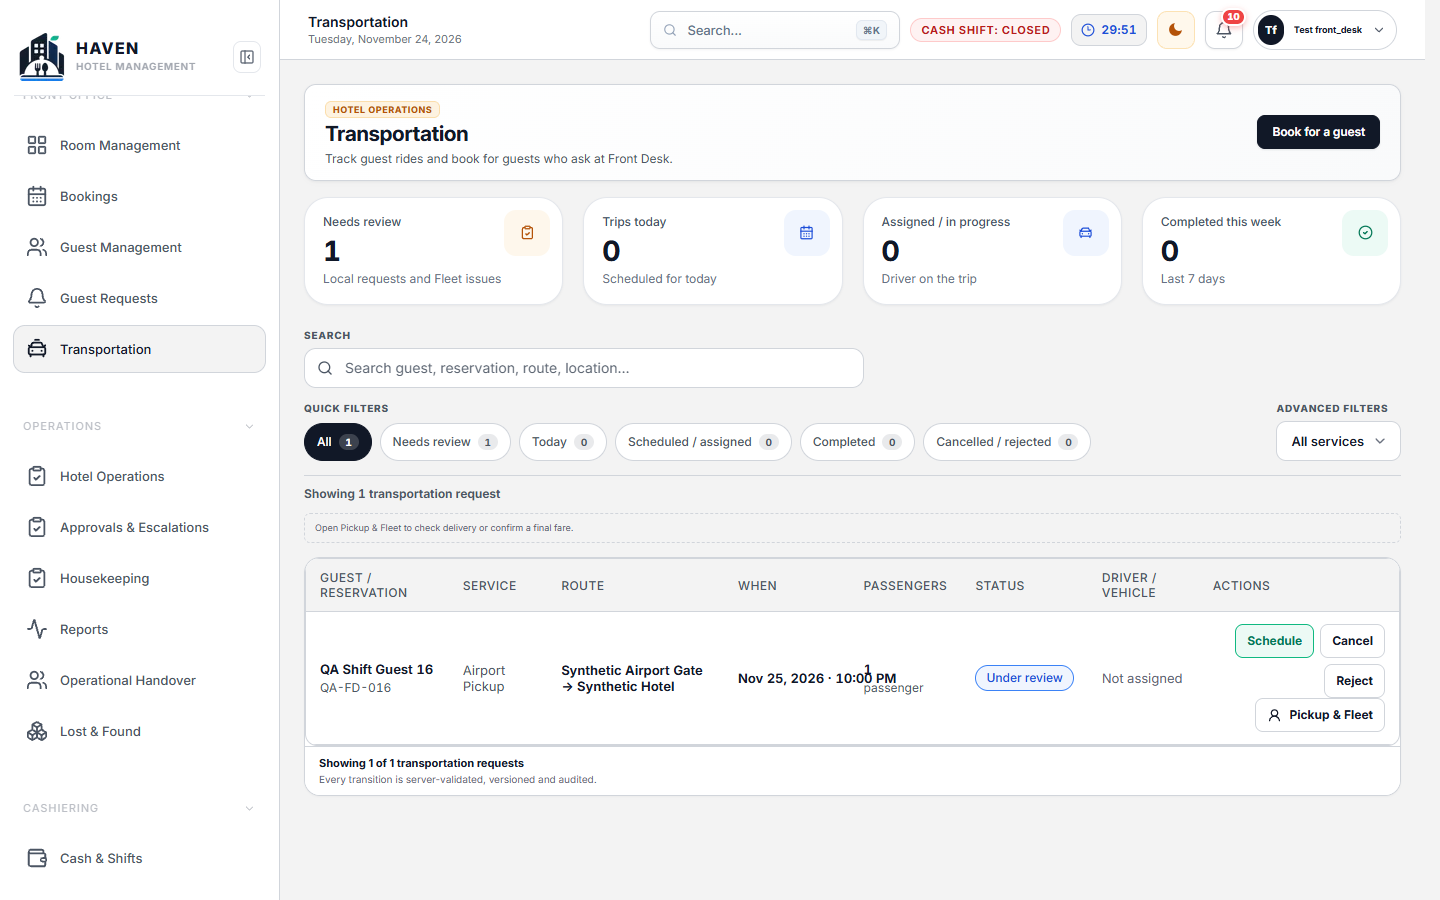 HAVEN
HOTEL MANAGEMENT
FRONT OFFICE
Room Management
Bookings
Guest Management
Guest Requests
Transportation
OPERATIONS
Hotel Operations
Approvals & Escalations
Housekeeping
Reports
Operational Handover
Lost & Found
CASHIERING
Cash & Shifts
Transportation
Tuesday, November 24, 2026
Search...
⌘K
CASH SHIFT: CLOSED
29:51
10
Tf
Test front_desk
HOTEL OPERATIONS
Transportation
Track guest rides and book for guests who ask at Front Desk.
Book for a guest
Needs review
1
Local requests and Fleet issues
Trips today
0
Scheduled for today
Assigned / in progress
0
Driver on the trip
Completed this week
0
Last 7 days
SEARCH
Search guest, reservation, route, location...
QUICK FILTERS
All 1
Needs review 1
Today 0
Scheduled / assigned 0
Completed 0
Cancelled / rejected 0
ADVANCED FILTERS
All services
Showing 1 transportation request
Open Pickup & Fleet to check delivery or confirm a final fare.
GUEST / RESERVATION
SERVICE
ROUTE
WHEN
PASSENGERS
STATUS
DRIVER / VEHICLE
ACTIONS
QA Shift Guest 16
QA-FD-016
Airport
Pickup
Synthetic Airport Gate
→ Synthetic Hotel
Nov 25, 2026 · 10:00 PM
1
passenger
Under review
Not assigned
Schedule
Cancel
Reject
Pickup & Fleet
Showing 1 of 1 transportation requests
Every transition is server-validated, versioned and audited.